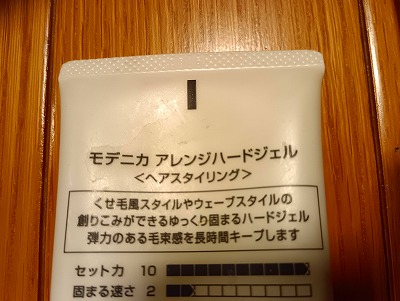 モデニカ アレンジハードジェル
<ヘアスタイリング>
くせ毛風スタイルやウェーブスタイルの
創りこみができるゆっくり固まるハードジェル
弾力のある毛束感を長時間キープします
セット力 10
固まる速さ 2